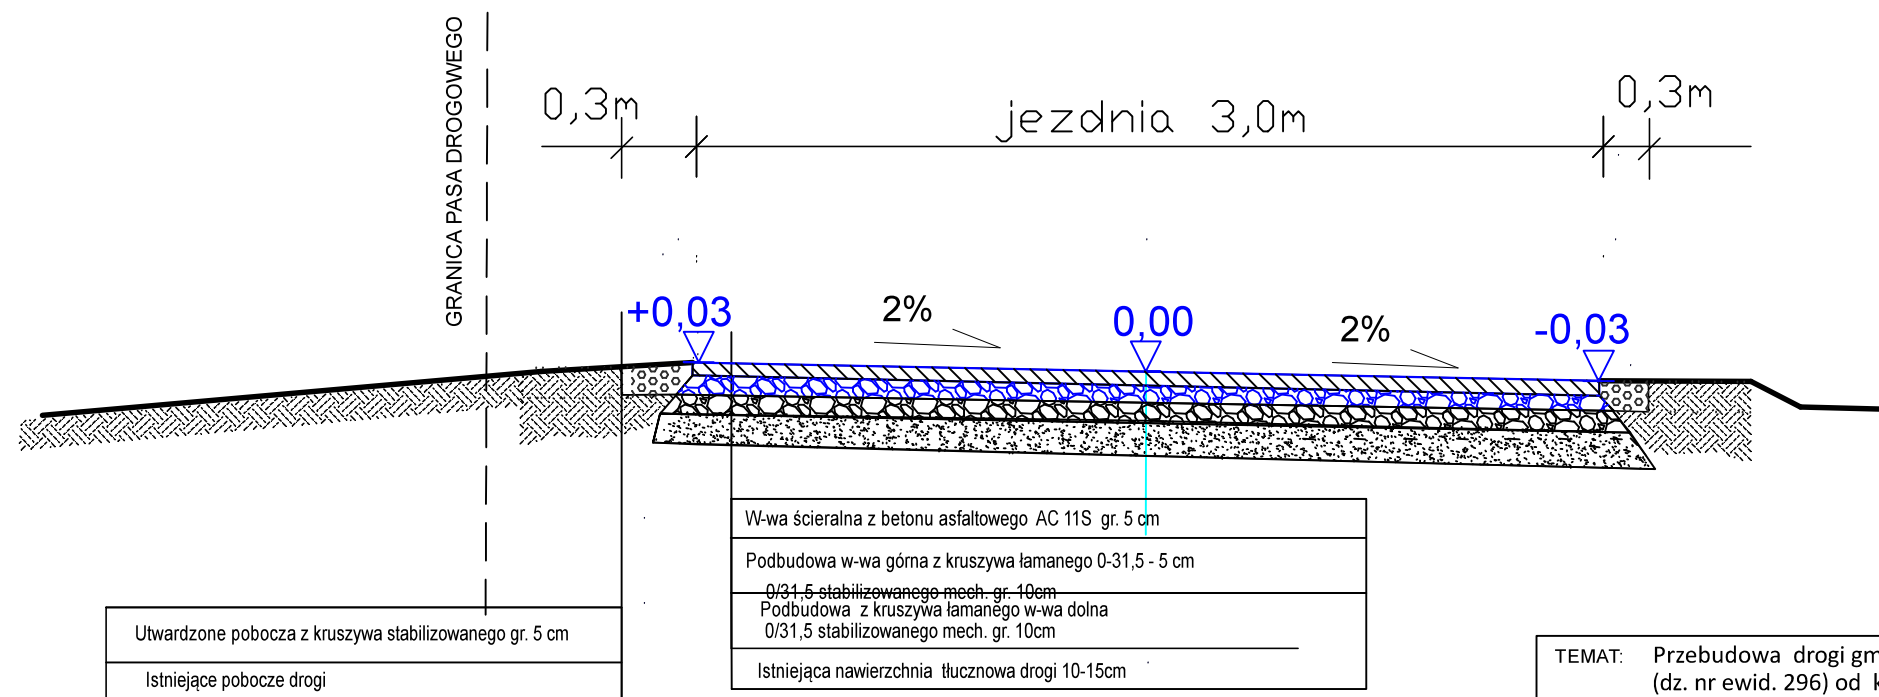 GRANICA PASA DROGOWEGO
0,3m
jezdnia 3,0m
0,3m
+0,03
2%
0,00
2%
-0,03
W-wa ścieralna z betonu asfaltowego AC 11S gr. 5 cm
Podbudowa w-wa górna z kruszywa łamanego 0-31,5 - 5 cm
0/31,5 stabilizowanego mech. gr. 10cm
Podbudowa z kruszywa łamanego w-wa dolna
0/31,5 stabilizowanego mech. gr. 10cm
Istniejąca nawierzchnia tłucznowa drogi 10-15cm
Utwardzone pobocza z kruszywa stabilizowanego gr. 5 cm
Istniejące pobocze drogi
TEMAT: Przebudowa drogi gm
(dz. nr ewid. 296) od k